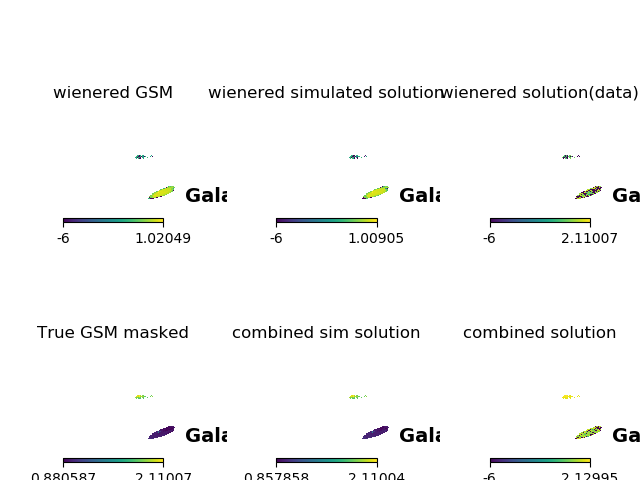 wienered GSM
wienered simulated solution
wienered solution(data)
Gala
Gala
Ga
-6 1.02049
-6 1.00905
-6 2.11007
True GSM masked
combined sim solution
combined solution
Gala
Gala
Ga
0.880587 2.11007
0.857858 2.11004
-6 2.12995